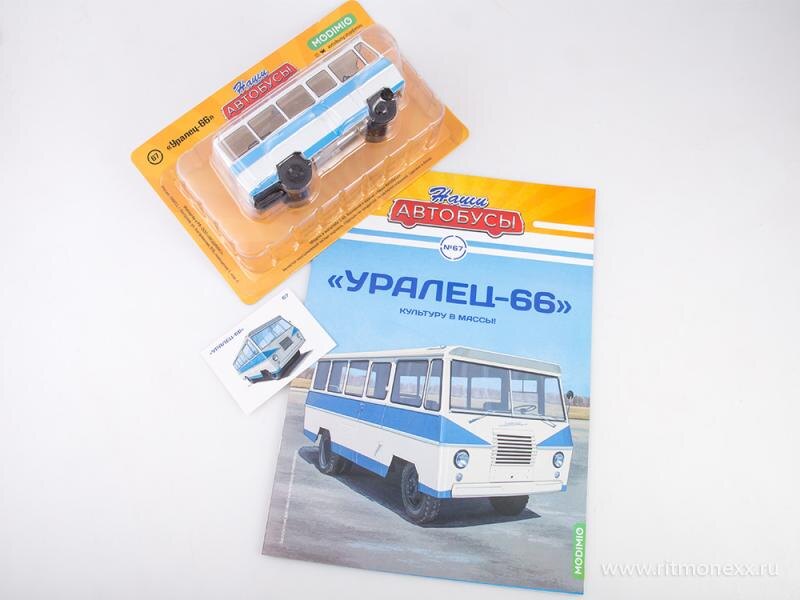 MODIMIO
Наши
АВТОБУСЫ
67
«Уралец-66»
Наши
АВТОБУСЫ
№67
«УРАЛЕЦ-66»
КУЛЬТУРУ В МАССЫ!
67
«УРАЛЕЦ-66»
MODIMIO
www.ritmonexx.ru